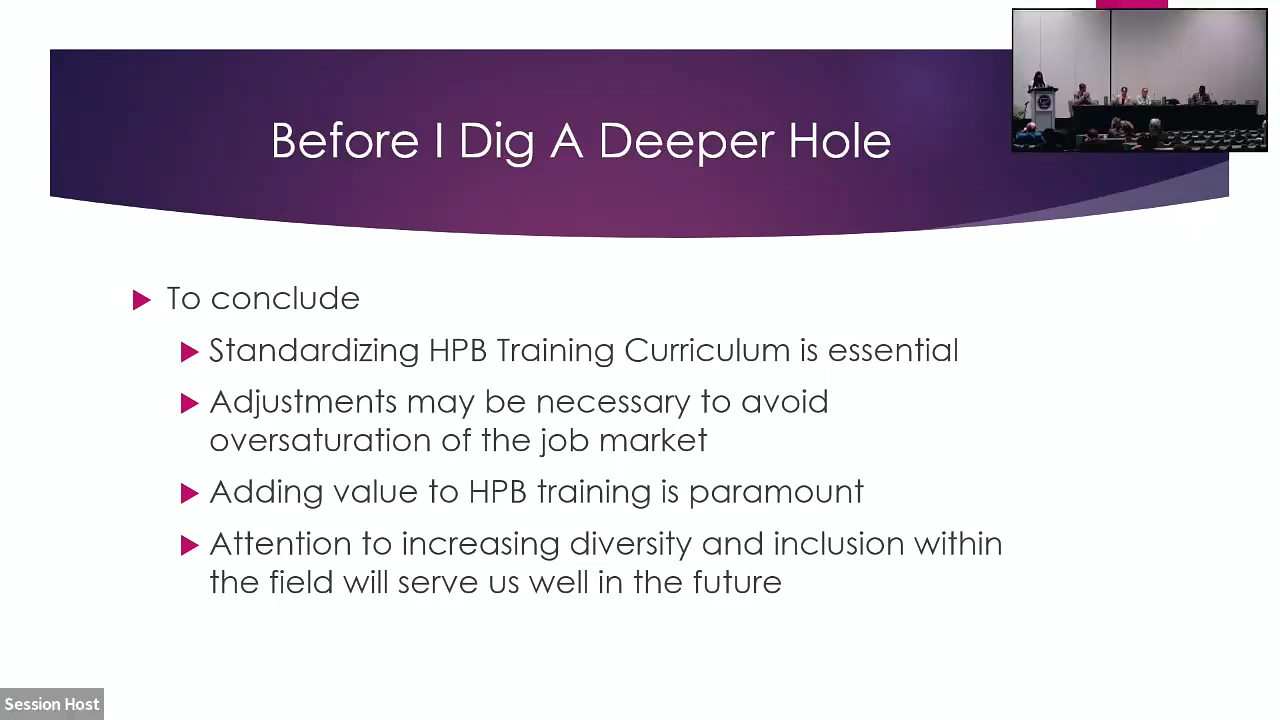 Before I Dig A Deeper Hole
To conclude
Standardizing HPB Training Curriculum is essential
Adjustments may be necessary to avoid
oversaturation of the job market
Adding value to HPB training is paramount
Attention to increasing diversity and inclusion within
the field will serve us well in the future
Session Host